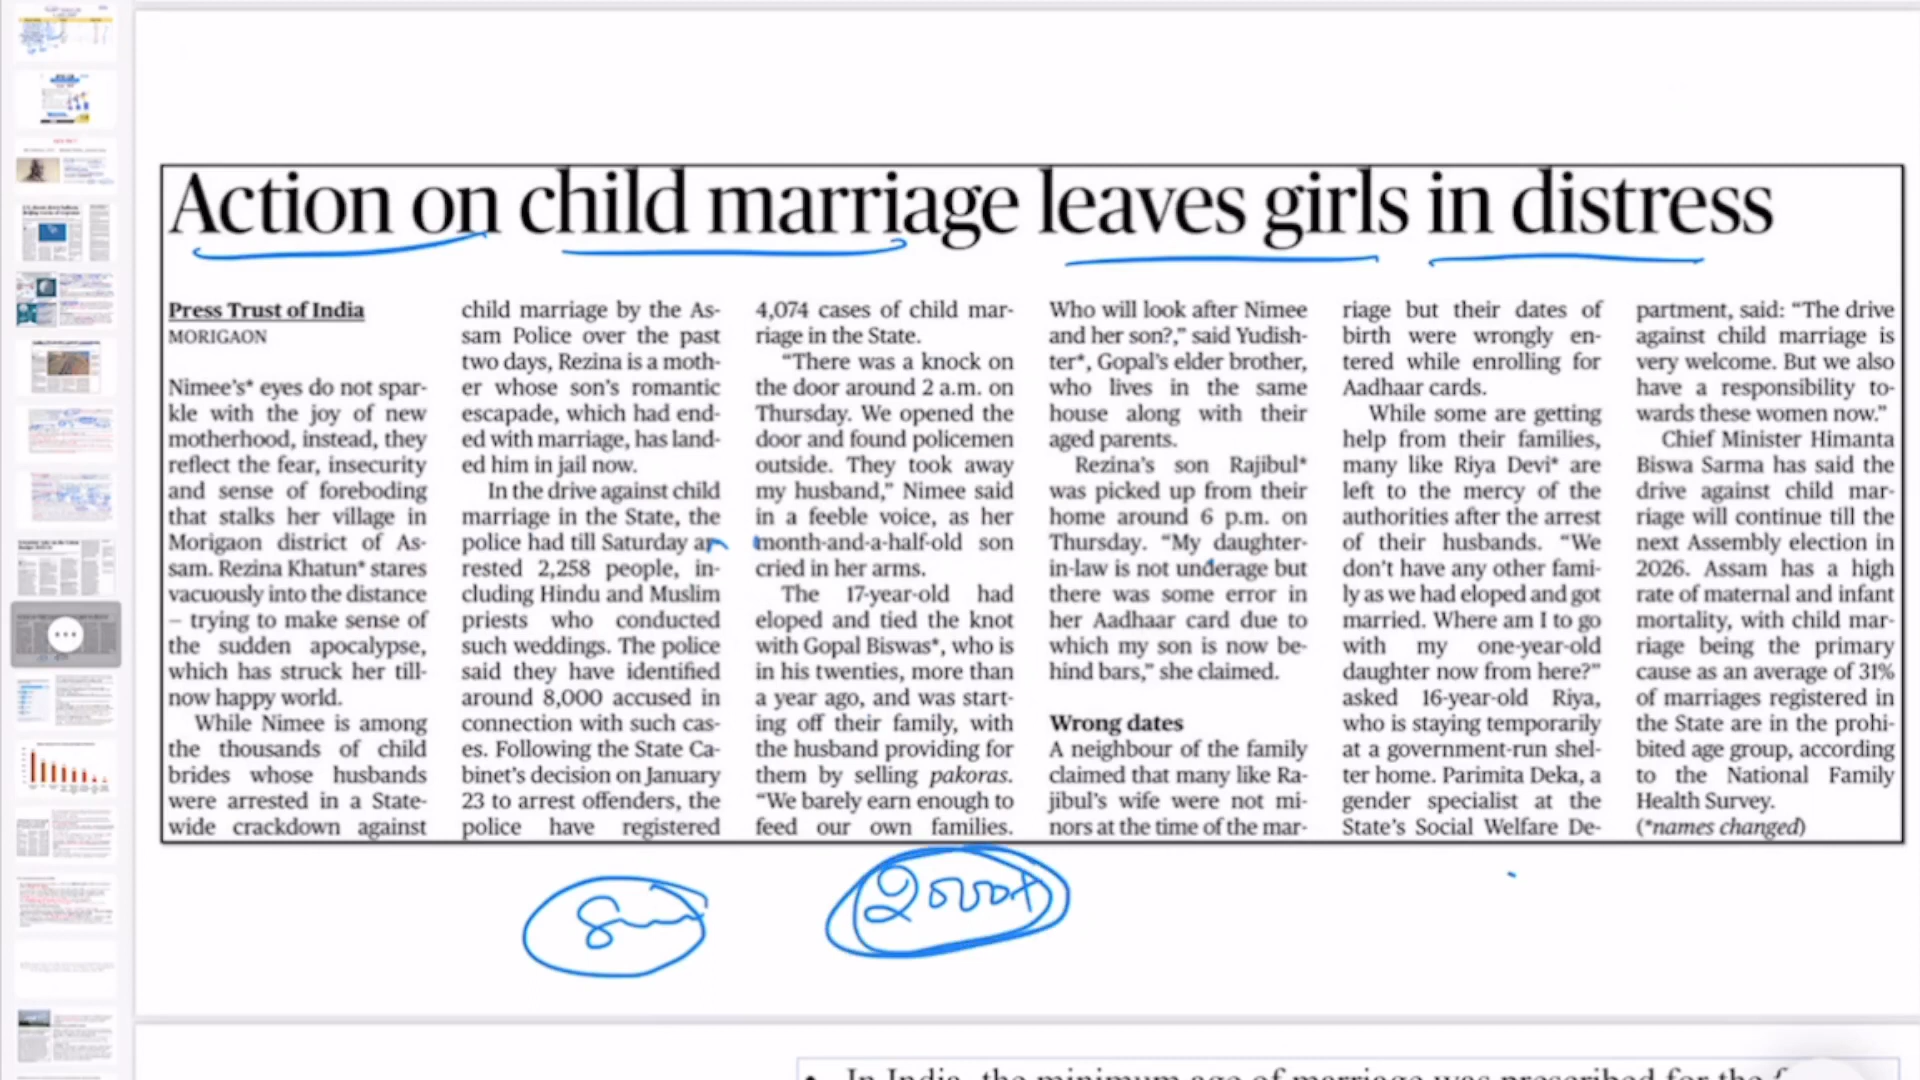 Action on child marriage leaves girls in distress
Press Trust of India
MORIGAON
Nimee's* eyes do not spar-
kle with the joy of new
motherhood, instead, they
reflect the fear, insecurity
and sense of foreboding
that stalks her village in
Morigaon district of As-
sam. Rezina Khatun* stares
vacuously into the distance
– trying to make sense of
the sudden apocalypse,
which has struck her till-
now happy world.
While Nimee is among
the thousands of child
brides whose husbands
were arrested in a State-
wide crackdown against
child marriage by the As-
sam Police over the past
two days, Rezina is a moth-
er whose son's romantic
escapade, which had end-
ed with marriage, has land-
ed him in jail now.
In the drive against child
marriage in the State, the
police had till Saturday ar-
rested 2,258 people, in-
cluding Hindu and Muslim
priests who conducted
such weddings. The police
said they have identified
around 8,000 accused in
connection with such cas-
es. Following the State Ca-
binet's decision on January
23 to arrest offenders, the
police have registered
4,074 cases of child mar-
riage in the State.
"There was a knock on
the door around 2 a.m. on
Thursday. We opened the
door and found policemen
outside. They took away
my husband," Nimee said
in a feeble voice, as her
month-and-a-half-old son
cried in her arms.
The 17-year-old had
eloped and tied the knot
with Gopal Biswas*, who is
in his twenties, more than
a year ago, and was start-
ing off their family, with
the husband providing for
them by selling pakoras.
"We barely earn enough to
feed our own families.
Who will look after Nimee
and her son?," said Yudish-
ter*, Gopal's elder brother,
who lives in the same
house along with their
aged parents.
Rezina's son Rajibul*
was picked up from their
home around 6 p.m. on
Thursday. "My daughter-
in-law is not underage but
there was some error in
her Aadhaar card due to
which my son is now be-
hind bars," she claimed.
Wrong dates
A neighbour of the family
claimed that many like Ra-
jibul's wife were not mi-
nors at the time of the mar-
riage but their dates of
birth were wrongly en-
tered while enrolling for
Aadhaar cards.
While some are getting
help from their families,
many like Riya Devi* are
left to the mercy of the
authorities after the arrest
of their husbands. "We
don't have any other fami-
ly as we had eloped and got
married. Where am I to go
with my one-year-old
daughter now from here?"
asked 16-year-old Riya,
who is staying temporarily
at a government-run shel-
ter home. Parimita Deka, a
gender specialist at the
State's Social Welfare De-
partment, said: "The drive
against child marriage is
very welcome. But we also
have a responsibility to-
wards these women now."
Chief Minister Himanta
Biswa Sarma has said the
drive against child mar-
riage will continue till the
next Assembly election in
2026. Assam has a high
rate of maternal and infant
mortality, with child mar-
riage being the primary
cause as an average of 31%
of marriages registered in
the State are in the prohi-
bited age group, according
to the National Family
Health Survey.
(*names changed)
2000+
In India, the minimum age of marriage was prescribed for the